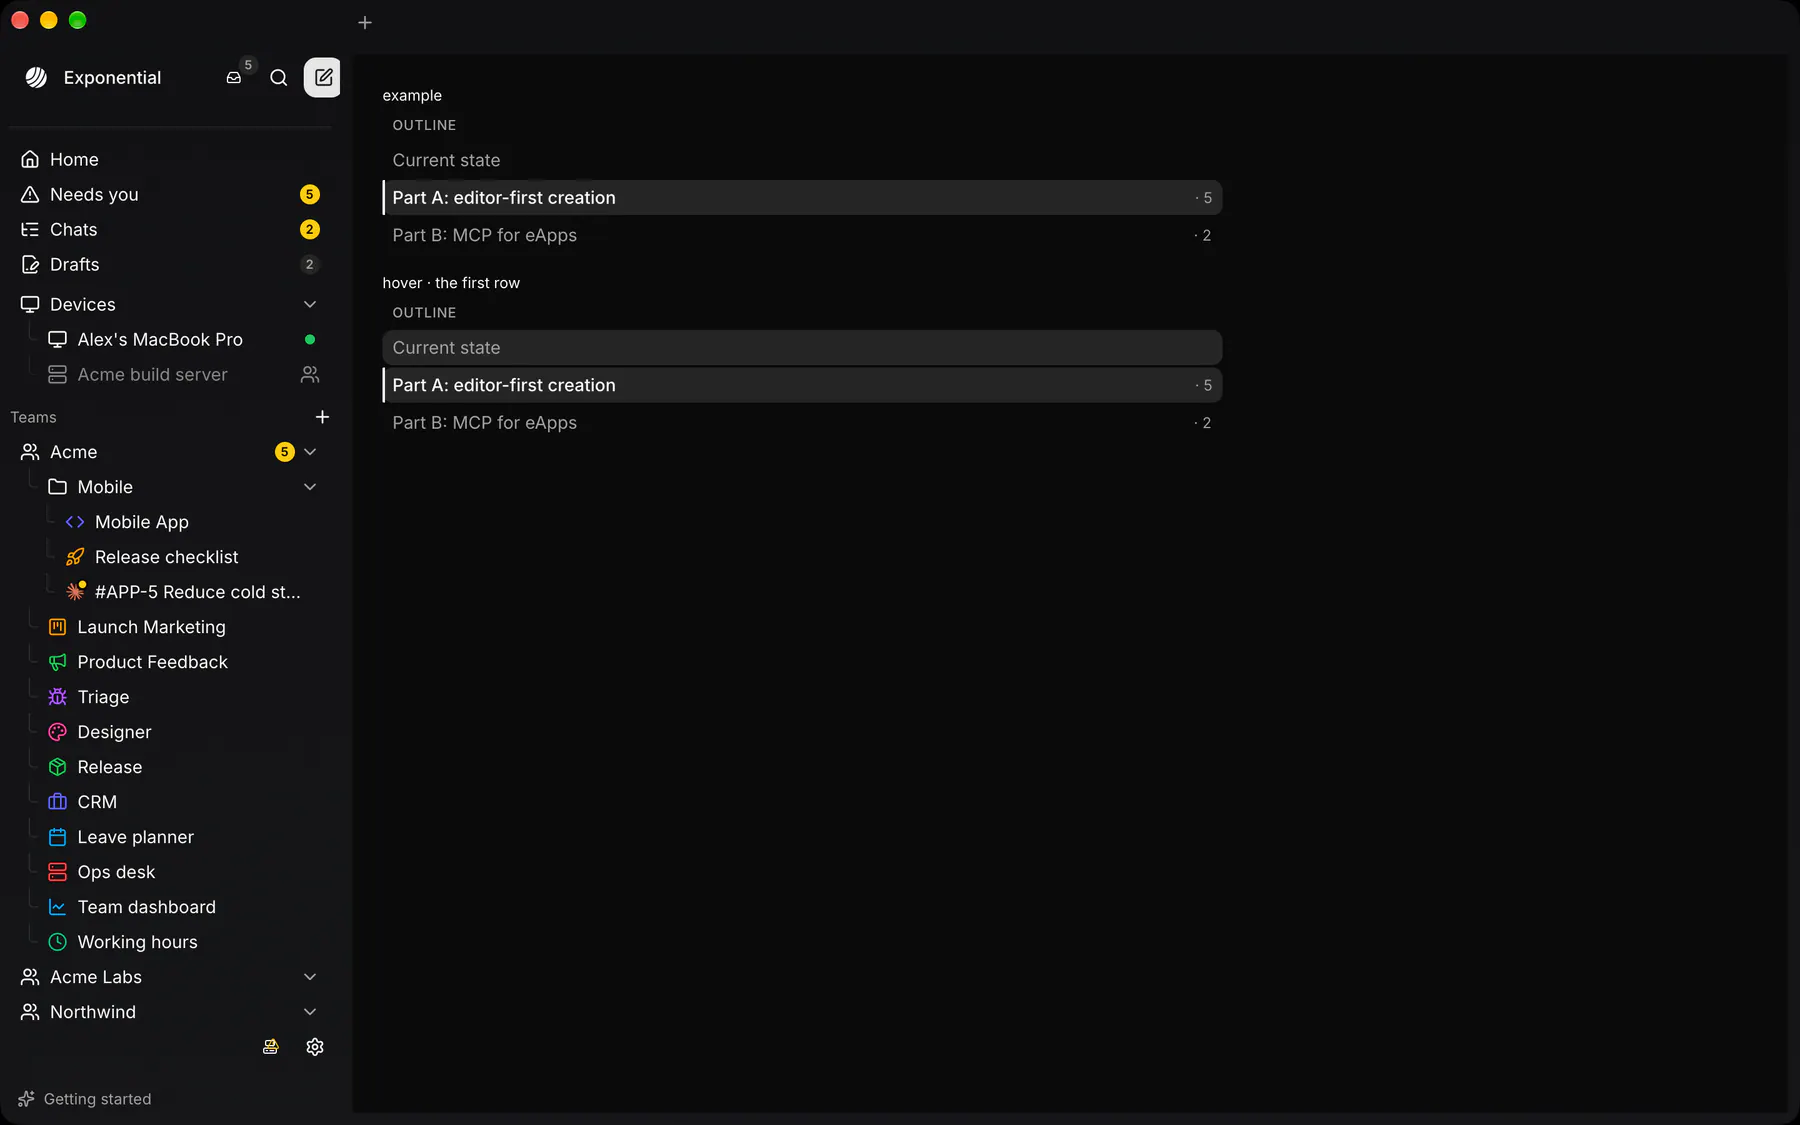 Exponential
5
Home
Needs you
5
Chats
2
Drafts
2
Devices
Alex's MacBook Pro
Acme build server
Teams
Acme
5
Mobile
Mobile App
Release checklist
#APP-5 Reduce cold st...
Launch Marketing
Product Feedback
Triage
Designer
Release
CRM
Leave planner
Ops desk
Team dashboard
Working hours
Acme Labs
Northwind
Getting started
example
OUTLINE
Current state
Part A: editor-first creation · 5
Part B: MCP for eApps · 2
hover · the first row
OUTLINE
Current state
Part A: editor-first creation · 5
Part B: MCP for eApps · 2